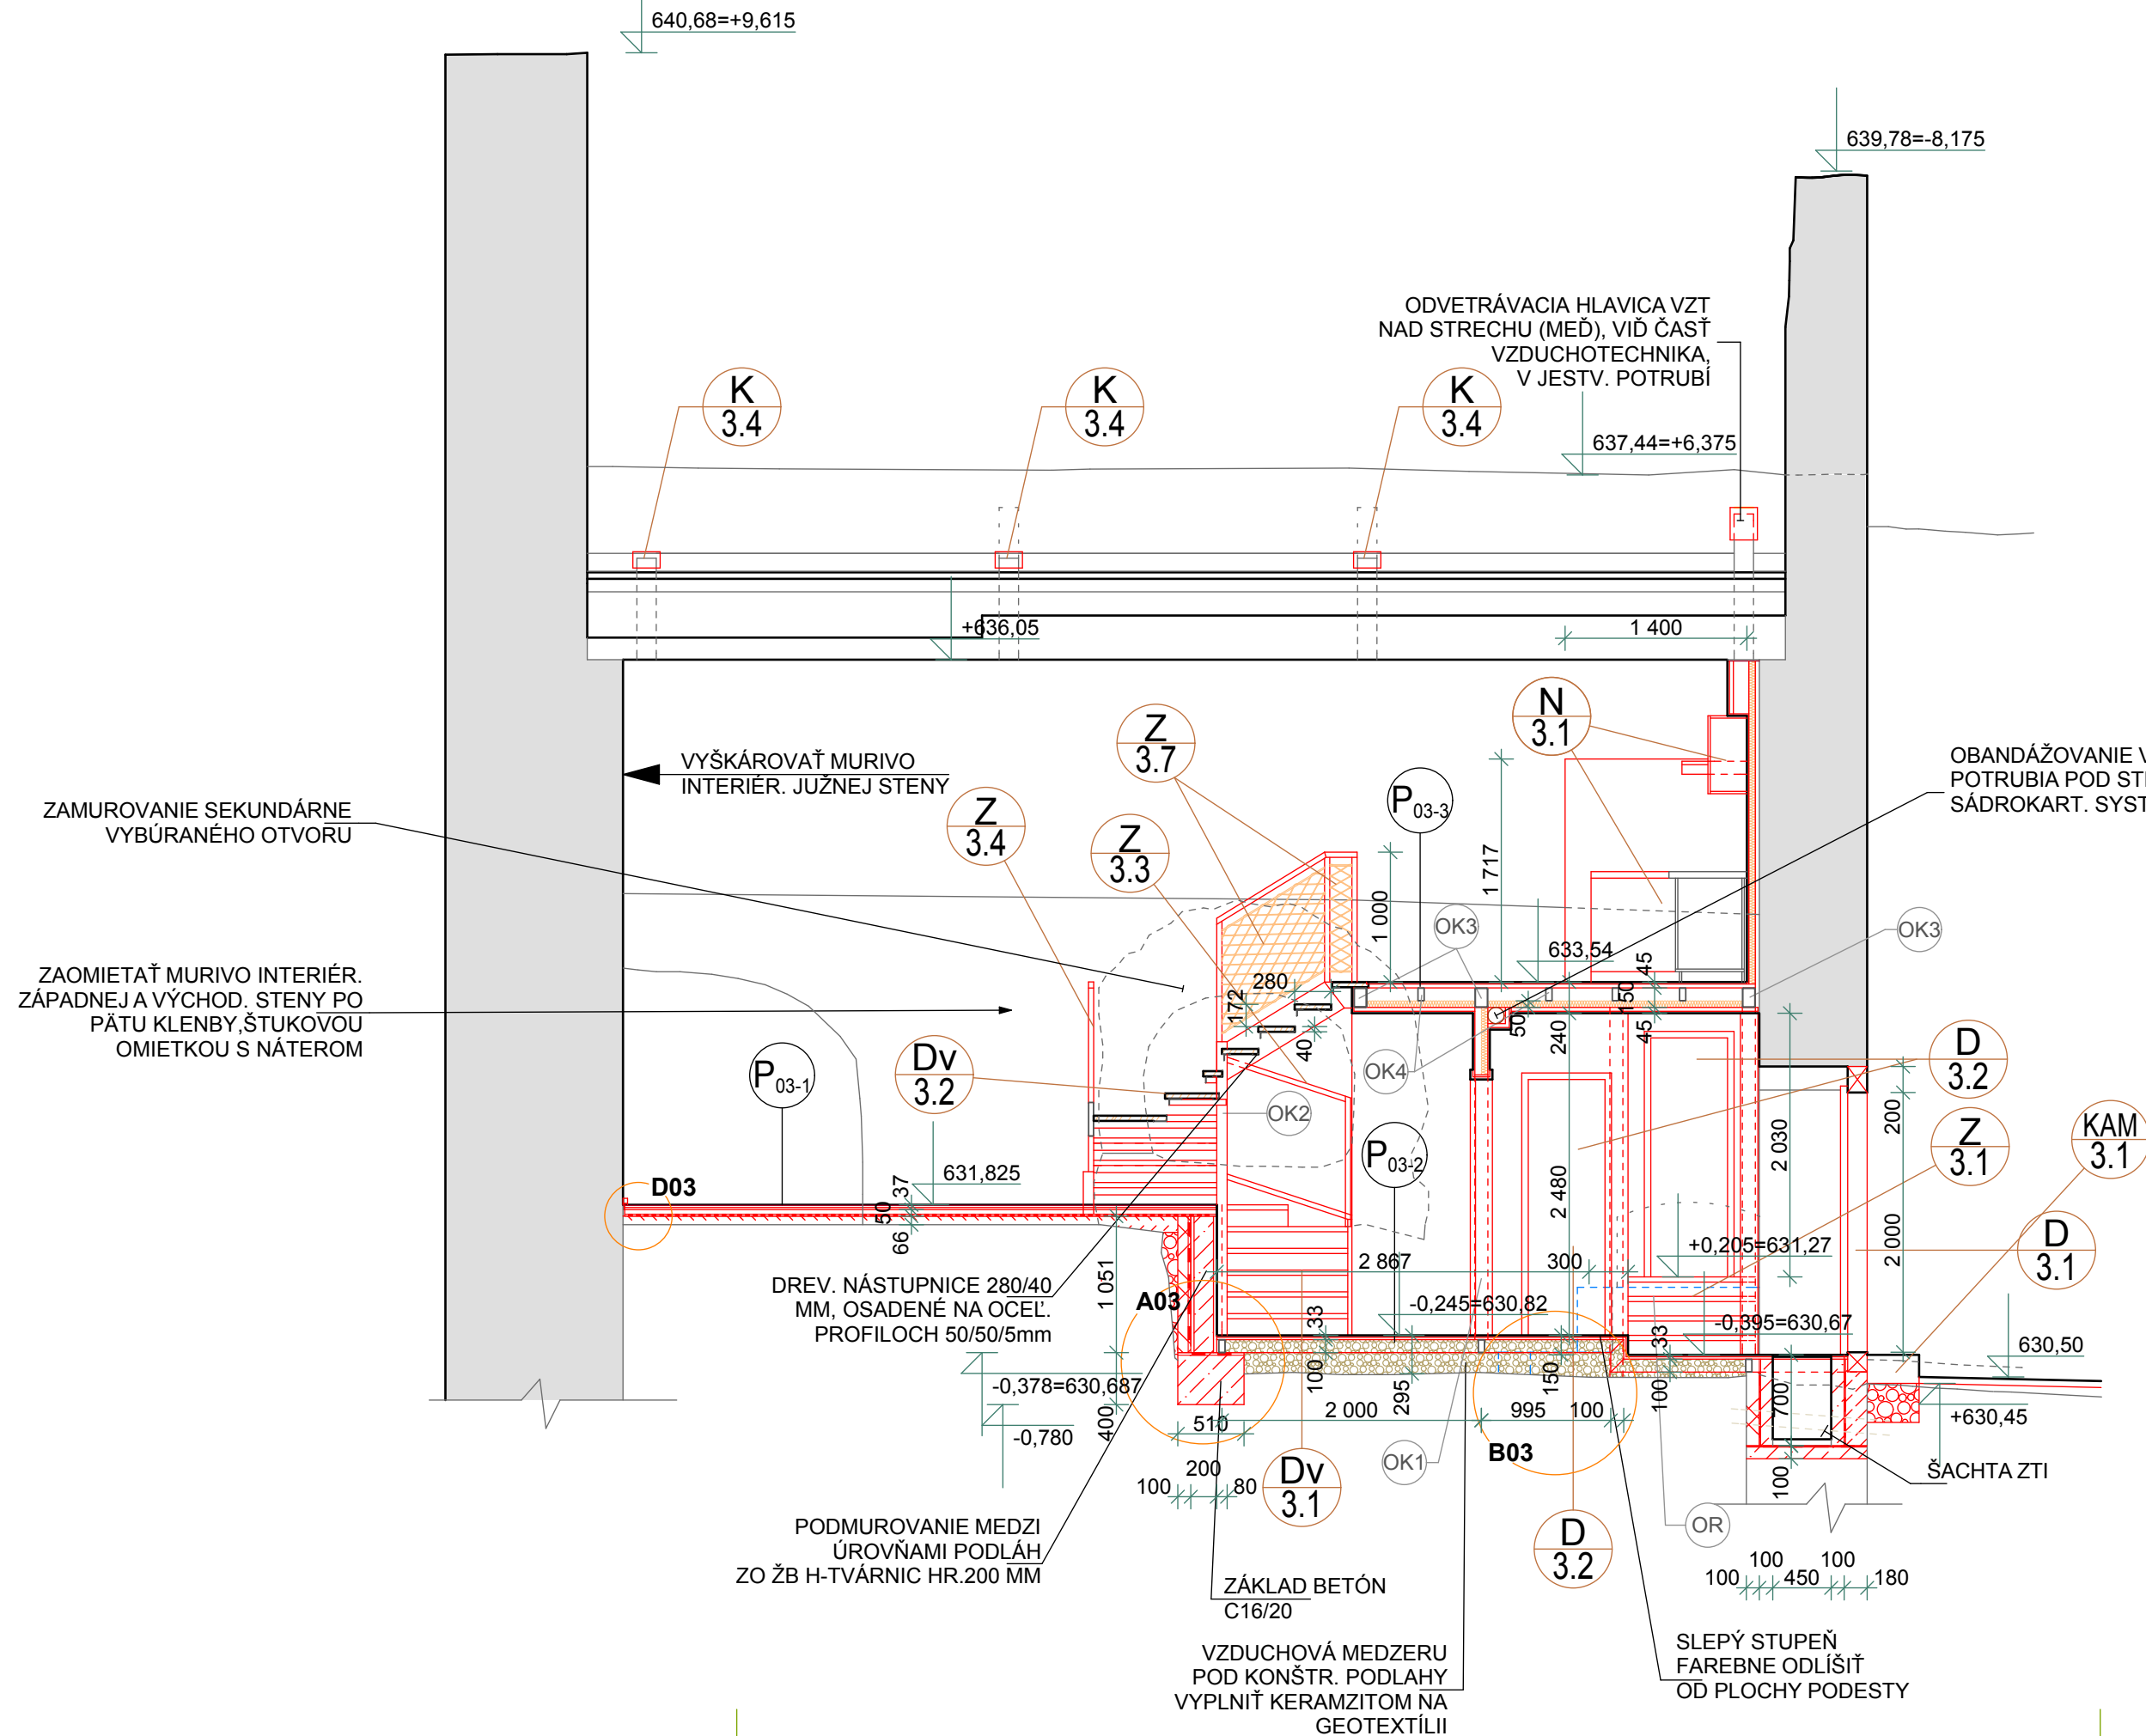 640,68=+9,615
639,78=-8,175
ODVETRÁVACIA HLAVICA VZT
NAD STRECHU (MEĎ), VIĎ ČASŤ
VZDUCHOTECHNIKA,
V JESTV. POTRUBÍ
K
3.4
K
3.4
K
3.4
637,44=+6,375
+636,05
1 400
N
3.1
Z
3.7
VYŠKÁROVAŤ MURIVO
INTERIÉR. JUŽNEJ STENY
OBANDÁŽOVANIE
POTRUBIA POD
SÁDROKART.
ZAMUROVANIE SEKUNDÁRNE
VYBÚRANÉHO OTVORU
P03-3
Z
3.4
Z
3.3
1 717
1 000
OK3
OK3
633,54
45
150
45
ZAOMIETAŤ MURIVO INTERIÉR.
ZÁPADNEJ A VÝCHOD. STENY PO
PÄTU KLENBY,ŠTUKOVOU
OMIETKOU S NÁTEROM
280
172
40
50
240
P03-1
Dv
3.2
OK4
OK2
D
3.2
200
KAM
3.1
Z
3.1
2 030
P03-2
D03
631,825
37
50
66
2 480
2 000
D
3.1
+0,205=631,27
2 867
300
1 051
A03
DREV. NÁSTUPNICE 280/40
MM, OSADENÉ NA OCEĽ.
PROFILOCH 50/50/5mm
-0,245=630,82
33
-0,395=630,67
33
630,50
100
295
150
100
-0,378=630,687
400
-0,780
510
2 000
995
100
700
+630,45
B03
OK1
ŠACHTA ZTI
100
200
100
80
Dv
3.1
D
3.2
OR
PODMUROVANIE MEDZI
ÚROVŇAMI PODLÁH
ZO ŽB H-TVÁRNIC HR.200 MM
100
100
100
450
180
ZÁKLAD BETÓN
C16/20
VZDUCHOVÁ MEDZERU
POD KONŠTR. PODLAHY
VYPLNIŤ KERAMZITOM NA
GEOTEXTÍLII
SLEPÝ STUPEŇ
FAREBNE ODLÍŠIŤ
OD PLOCHY PODESTY